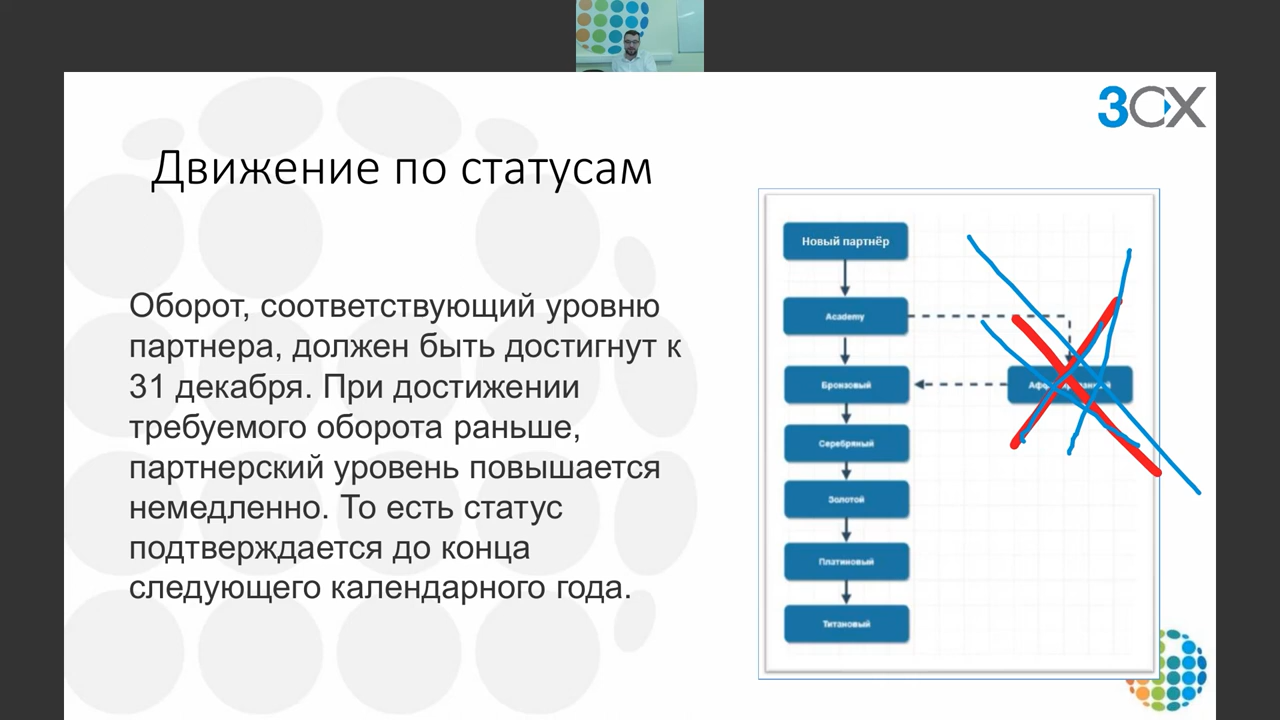 3CX
Движение по статусам
Оборот, соответствующий уровню
партнера, должен быть достигнут к
31 декабря. При достижении
требуемого оборота раньше,
партнерский уровень повышается
немедленно. То есть статус
подтверждается до конца
следующего календарного года.
Новый партнёр
Academy
Бронзовый
Серебряный
Золотой
Платиновый
Титановый